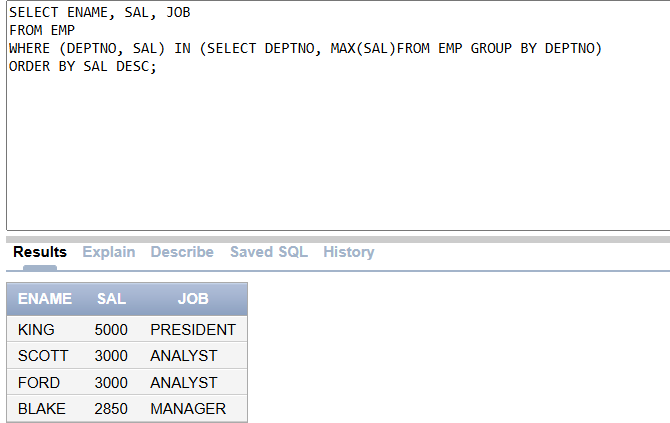 SELECT ENAME, SAL, JOB
FROM EMP
WHERE (DEPTNO, SAL) IN (SELECT DEPTNO, MAX(SAL)FROM EMP GROUP BY DEPTNO)
ORDER BY SAL DESC;
Results Explain Describe Saved SQL History
ENAME SAL JOB
KING 5000 PRESIDENT
SCOTT 3000 ANALYST
FORD 3000 ANALYST
BLAKE 2850 MANAGER